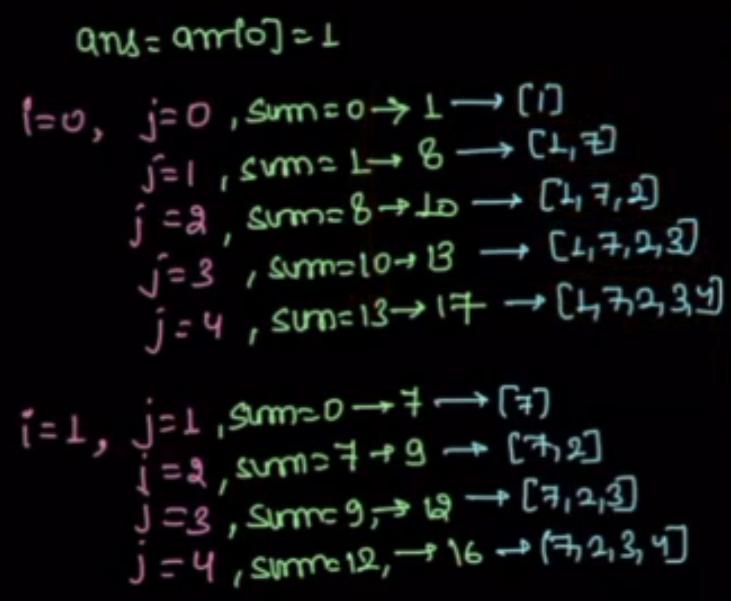 ans = arr[0] = 1
i=0, j=0, sum=0→1 → [1]
j=1, sum=1→8 → [1,7]
j=2, sum=8→10 → [1,7,2]
j=3, sum=10→13 → [1,7,2,3]
j=4, sum=13→17 → [1,7,2,3,4]
i=1, j=1, sum=0→7 → [7]
j=2, sum=7→9 → [7,2]
j=3, sum=9,→12 → [7,2,3]
j=4, sum=12,→16 → [7,2,3,4]